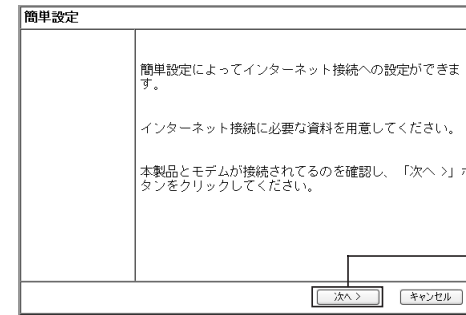 簡単設定
簡単設定によってインターネット接続への設定ができま
す。
インターネット接続に必要な資料を用意してください。
本製品とモデムが接続されてるのを確認し、「次へ >」ボ
タンをクリックしてください。
次へ >
キャンセル